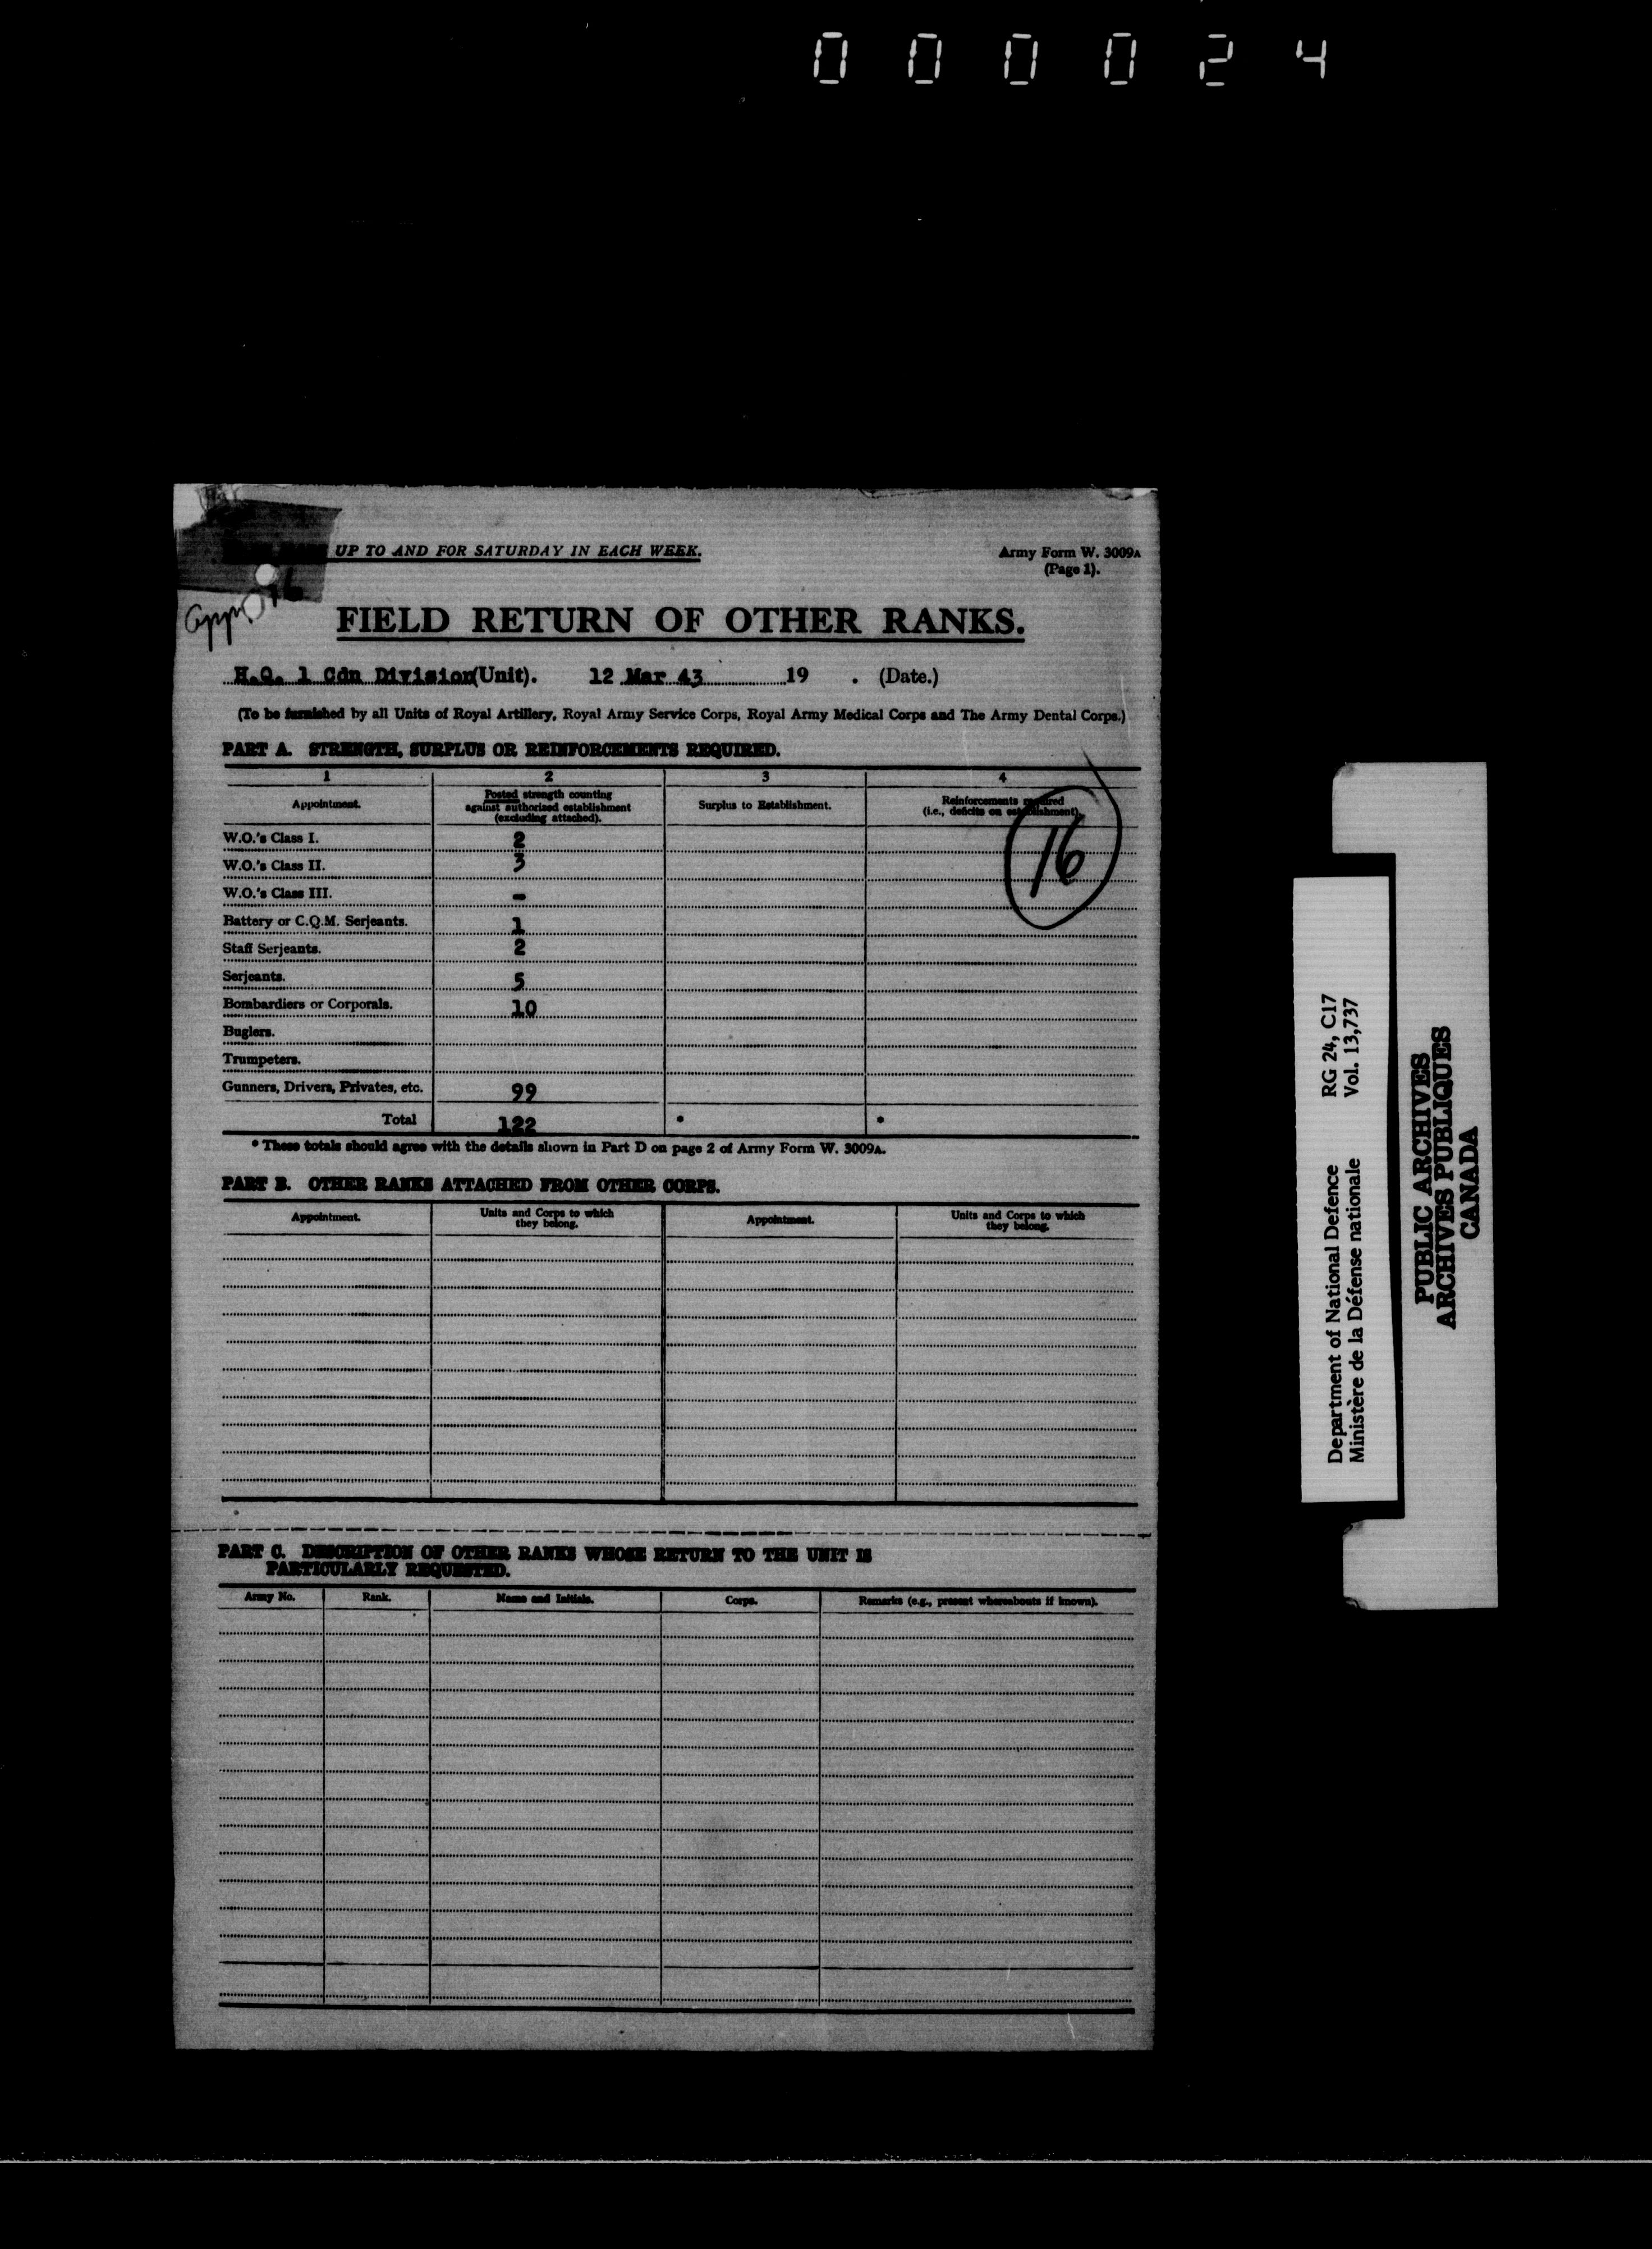 000024
UP TO AND FOR SATURDAY IN EACH WEEK.
Army Form W. 3009A
(Page 1).
App. 16
FIELD RETURN OF OTHER RANKS.
H.Q. 1 Cdn Division (Unit). 12 Mar 43 19 . (Date.)
(To be furnished by all Units of Royal Artillery, Royal Army Service Corps, Royal Army Medical Corps and The Army Dental Corps.)
PART A. STRENGTH, SURPLUS OR REINFORCEMENTS REQUIRED.
1 2 3 4
Appointment. Posted strength counting against authorized establishment (excluding attached). Surplus to Establishment. Reinforcements required (i.e., deficits on establishment).
16
W.O.'s Class I. 2
W.O.'s Class II. 3
W.O.'s Class III. -
Battery or C.Q.M. Serjeants. 1
Staff Serjeants. 2
Serjeants. 5
Bombardiers or Corporals. 10
Buglers.
Trumpeters.
Gunners, Drivers, Privates, etc. 99
Total 122 * *
* These totals should agree with the details shown in Part D on page 2 of Army Form W. 3009A.
PART B. OTHER RANKS ATTACHED FROM OTHER CORPS.
Appointment. Units and Corps to which they belong. Appointment. Units and Corps to which they belong.
PART C. DESCRIPTION OF OTHER RANKS WHOSE RETURN TO THE UNIT IS
PARTICULARLY REQUESTED.
Army No. Rank. Name and Initials. Corps. Remarks (e.g., present whereabouts if known).
Department of National Defence RG 24, C17
Ministère de la Défense nationale Vol. 13,737
PUBLIC ARCHIVES
ARCHIVES PUBLIQUES
CANADA